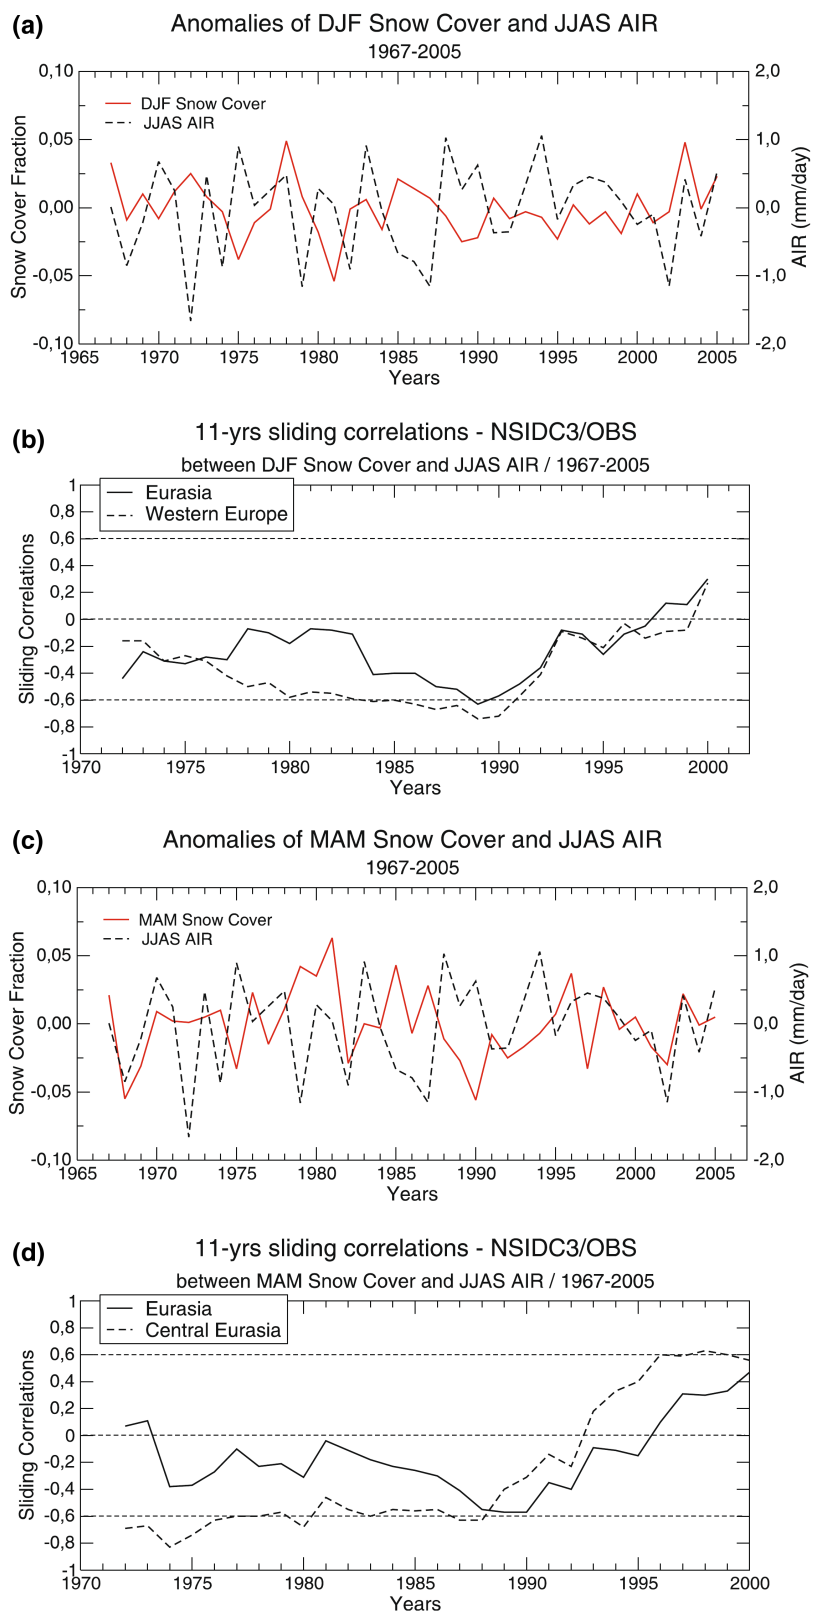 (a)
Anomalies of DJF Snow Cover and JJAS AIR
1967-2005
0,10
0,05
0,00
-0,05
-0,10
Snow Cover Fraction
DJF Snow Cover
JJAS AIR
2,0
1,0
0,0
-1,0
-2,0
AIR (mm/day)
1965 1970 1975 1980 1985 1990 1995 2000 2005
Years
(b)
11-yrs sliding correlations - NSIDC3/OBS
between DJF Snow Cover and JJAS AIR / 1967-2005
1
0,8
0,6
0,4
0,2
0
-0,2
-0,4
-0,6
-0,8
-1
Sliding Correlations
Eurasia
Western Europe
1970 1975 1980 1985 1990 1995 2000
Years
(c)
Anomalies of MAM Snow Cover and JJAS AIR
1967-2005
0,10
0,05
0,00
-0,05
-0,10
Snow Cover Fraction
MAM Snow Cover
JJAS AIR
2,0
1,0
0,0
-1,0
-2,0
AIR (mm/day)
1965 1970 1975 1980 1985 1990 1995 2000 2005
Years
(d)
11-yrs sliding correlations - NSIDC3/OBS
between MAM Snow Cover and JJAS AIR / 1967-2005
1
0,8
0,6
0,4
0,2
0
-0,2
-0,4
-0,6
-0,8
-1
Sliding Correlations
Eurasia
Central Eurasia
1970 1975 1980 1985 1990 1995 2000
Years